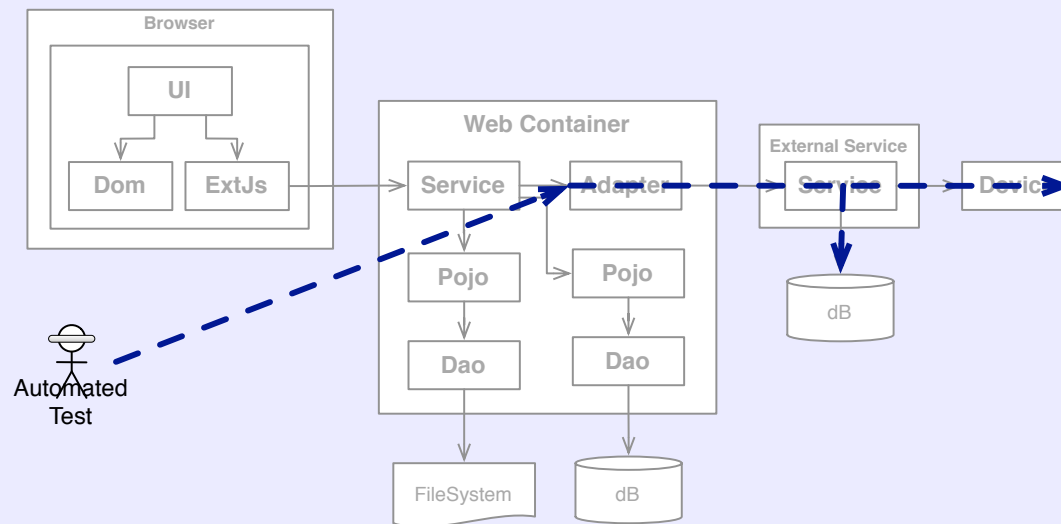 Browser
UI
Dom
ExtJs
Web Container
Service
Adapter
Pojo
Pojo
Dao
Dao
FileSystem
dB
External Service
Service
dB
Devic
Automated
Test